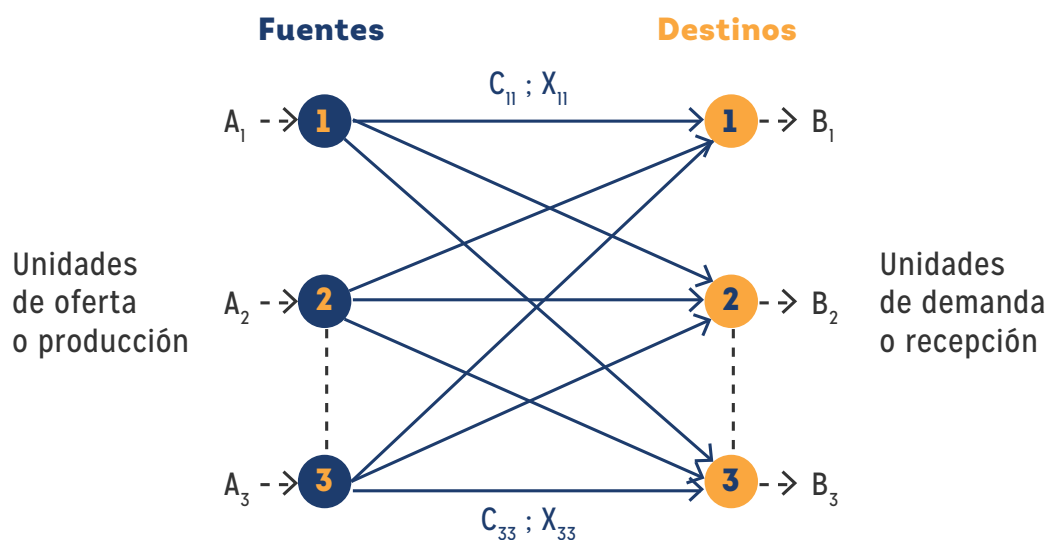 Fuentes
Destinos
C₁₁ ; X₁₁
A₁
1
1
B₁
Unidades
de oferta
o producción
A₂
2
2
B₂
Unidades
de demanda
o recepción
A₃
3
3
B₃
C₃₃ ; X₃₃